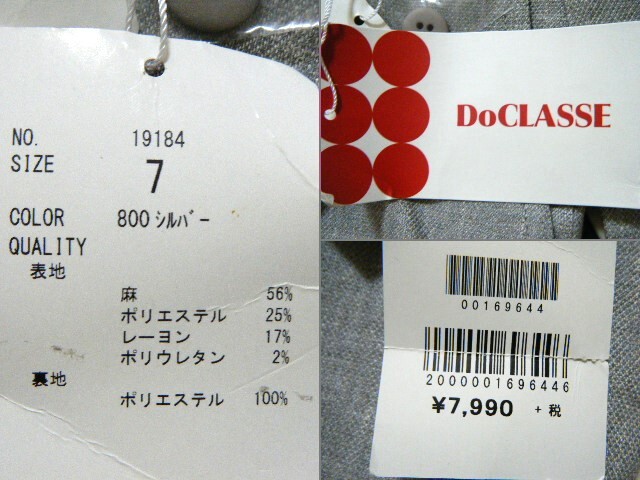 NO. 19184
SIZE 7
COLOR 800 ｼﾙﾊﾞｰ
QUALITY
表地
麻 56%
ポリエステル 25%
レーヨン 17%
ポリウレタン 2%
裏地
ポリエステル 100%
DoCLASSE
00169644
2000001696446
¥7,990 +税